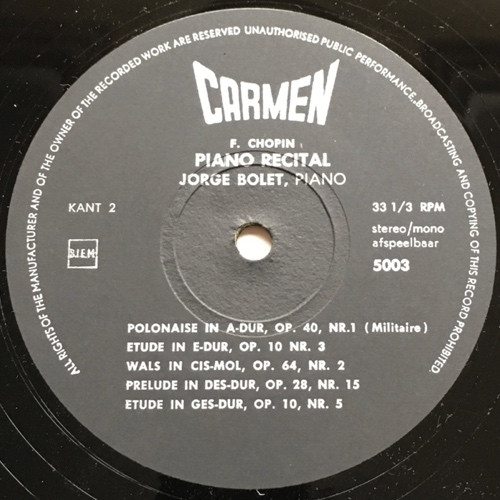 ALL RIGHTS OF THE MANUFACTURER AND OF THE OWNER OF THE RECORDED WORK ARE RESERVED UNAUTHORISED PUBLIC PERFORMANCE, BROADCASTING AND COPYING OF THIS RECORD PROHIBITED.
CARMEN
F. CHOPIN
PIANO RECITAL
JORGE BOLET, PIANO
KANT 2
33 1/3 RPM
stereo/mono
afspeelbaar
B.I.E.M
5003
POLONAISE IN A-DUR, OP. 40, NR.1 (Militaire)
ETUDE IN E-DUR, OP. 10 NR. 3
WALS IN CIS-MOL, OP. 64, NR. 2
PRELUDE IN DES-DUR, OP. 28, NR. 15
ETUDE IN GES-DUR, OP. 10, NR. 5